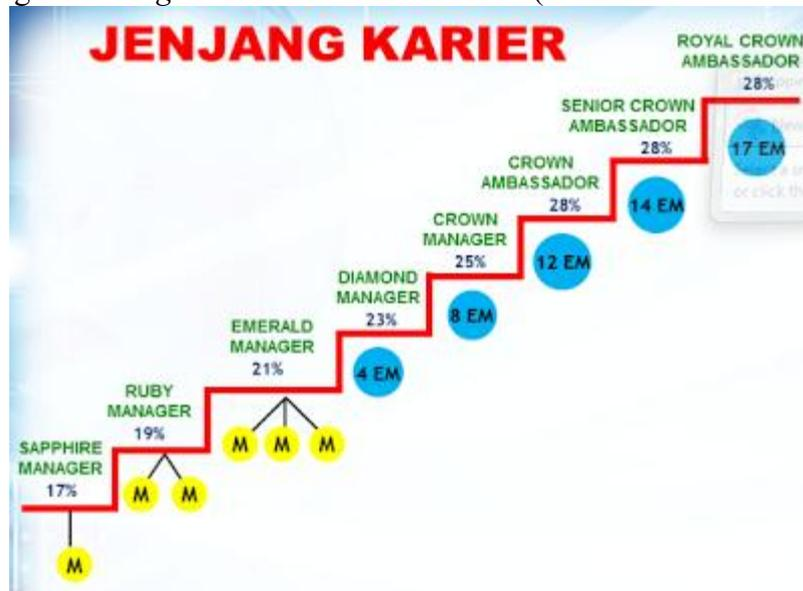 JENJANG KARIER
ROYAL CROWN
AMBASSADOR
28%
17 EM
SENIOR CROWN
AMBASSADOR
28%
14 EM
CROWN
AMBASSADOR
28%
12 EM
CROWN
MANAGER
25%
8 EM
DIAMOND
MANAGER
23%
4 EM
EMERALD
MANAGER
21%
M M M
RUBY
MANAGER
19%
M M
SAPPHIRE
MANAGER
17%
M